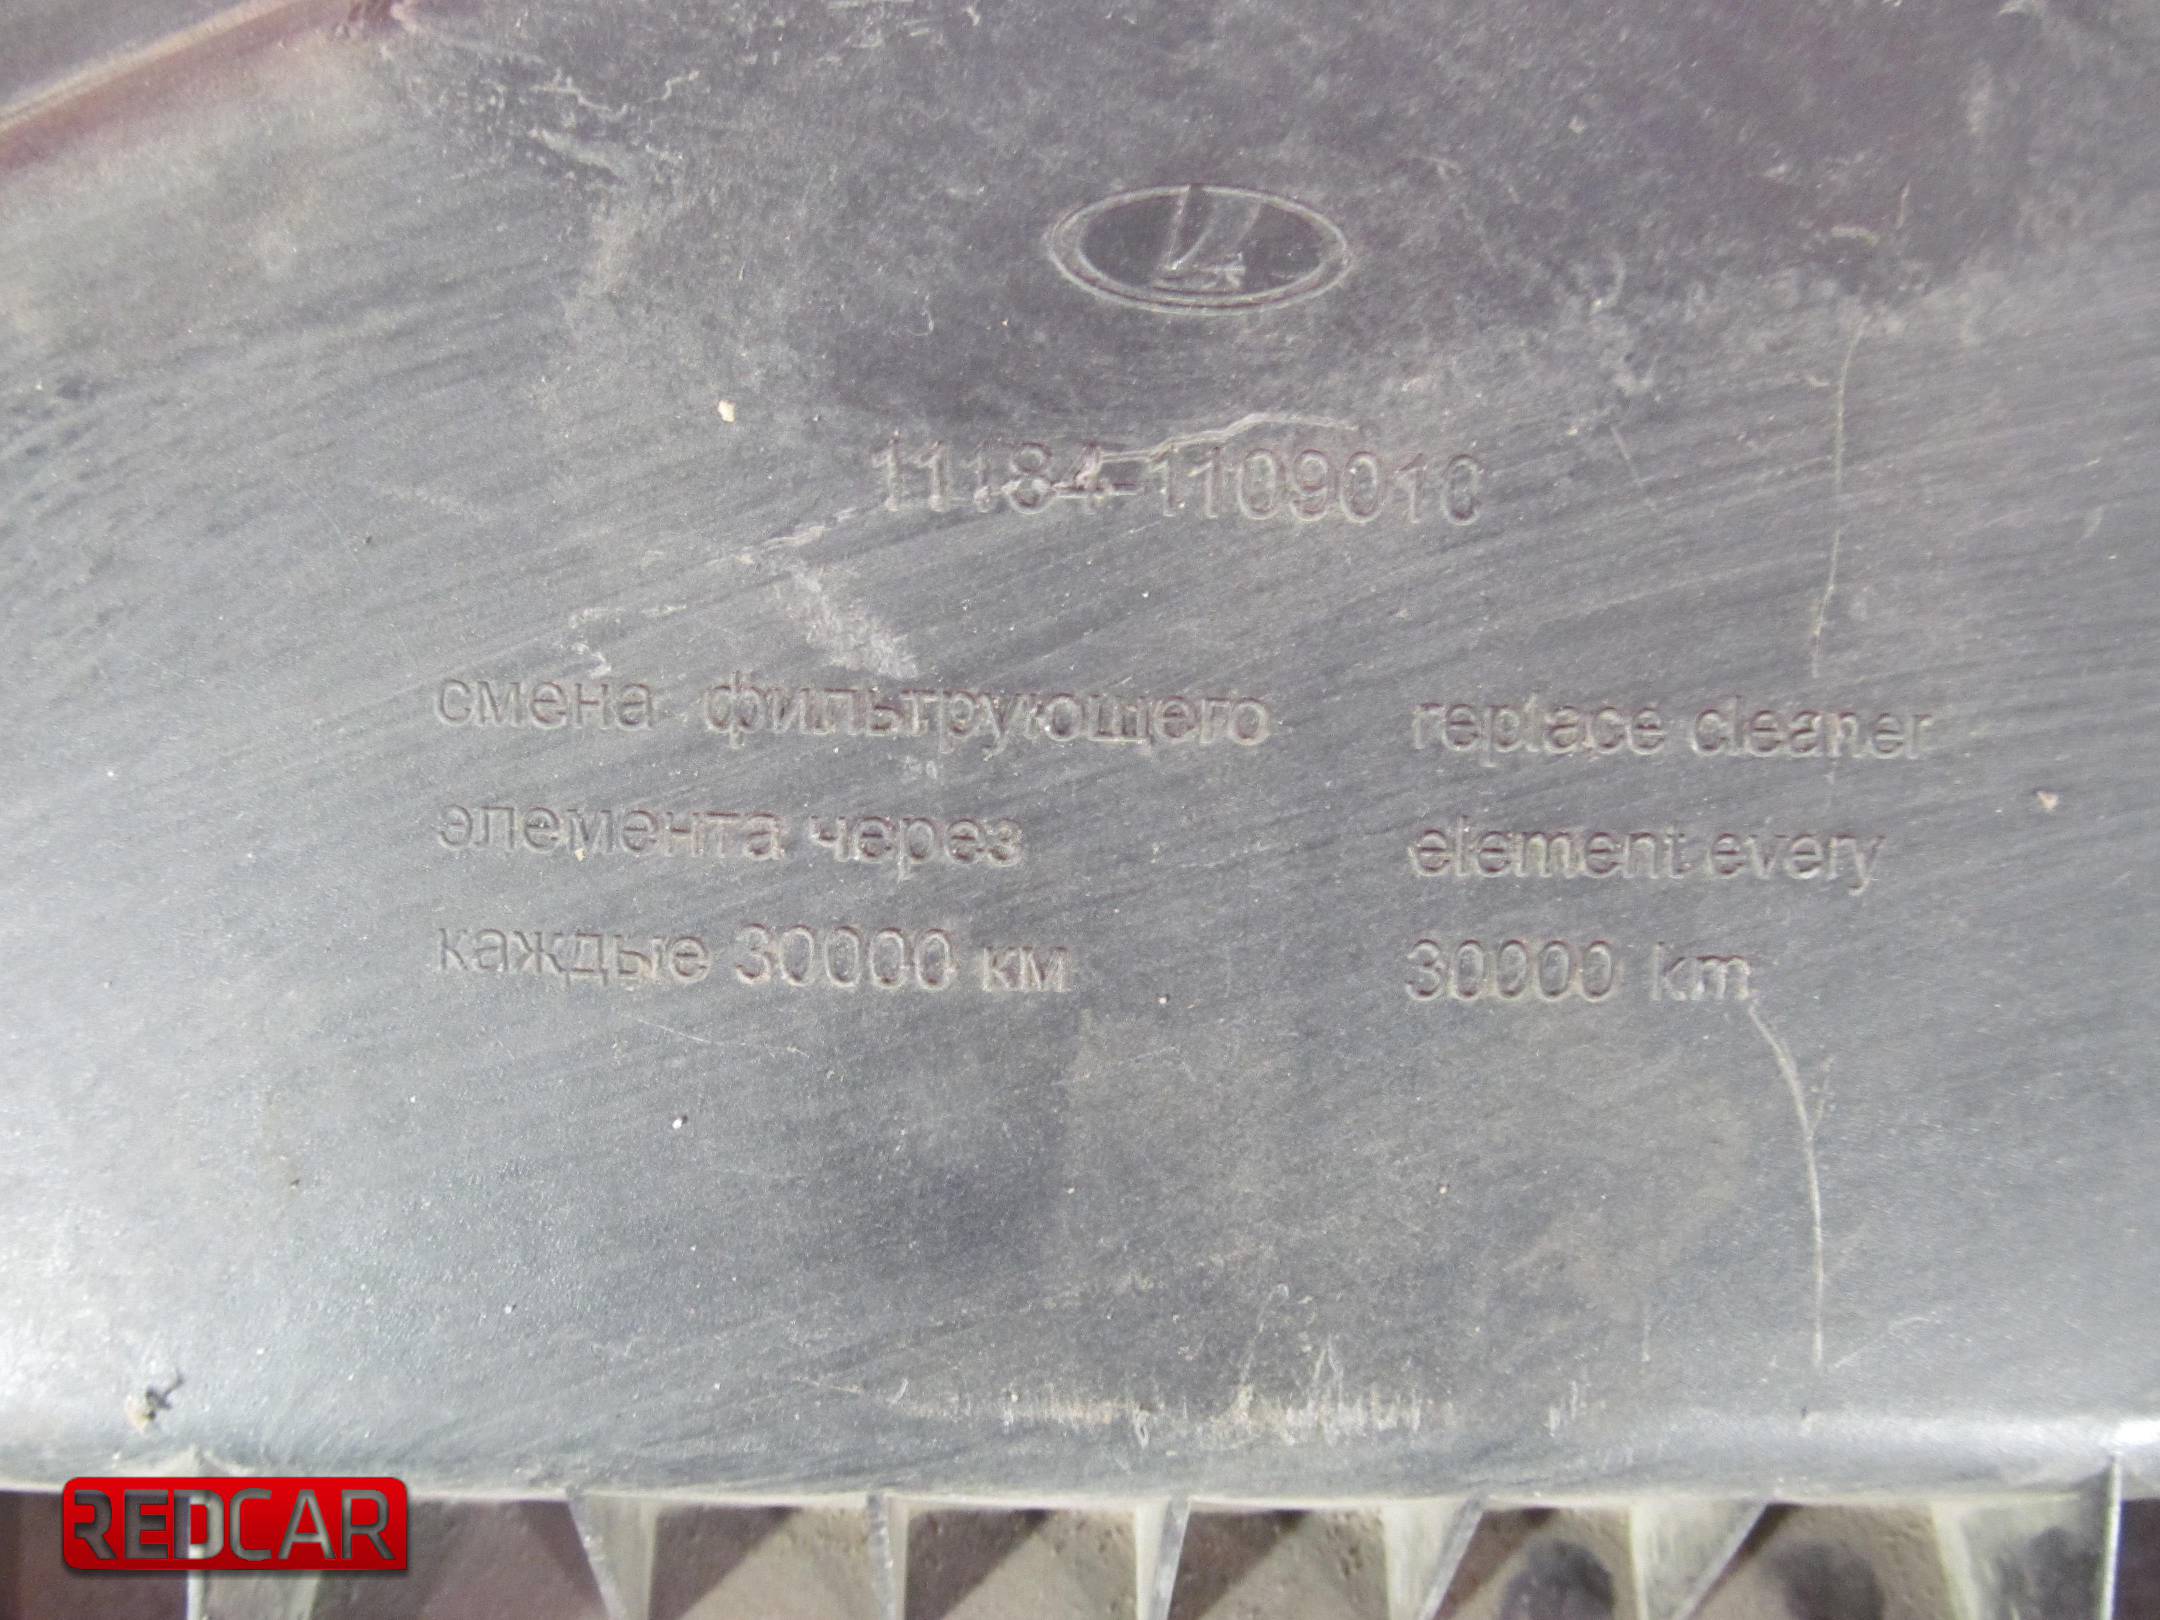 11184-1109010
смена фильтрующего
элемента через
каждые 30000 км
replace cleaner
element every
30000 km
REDCAR